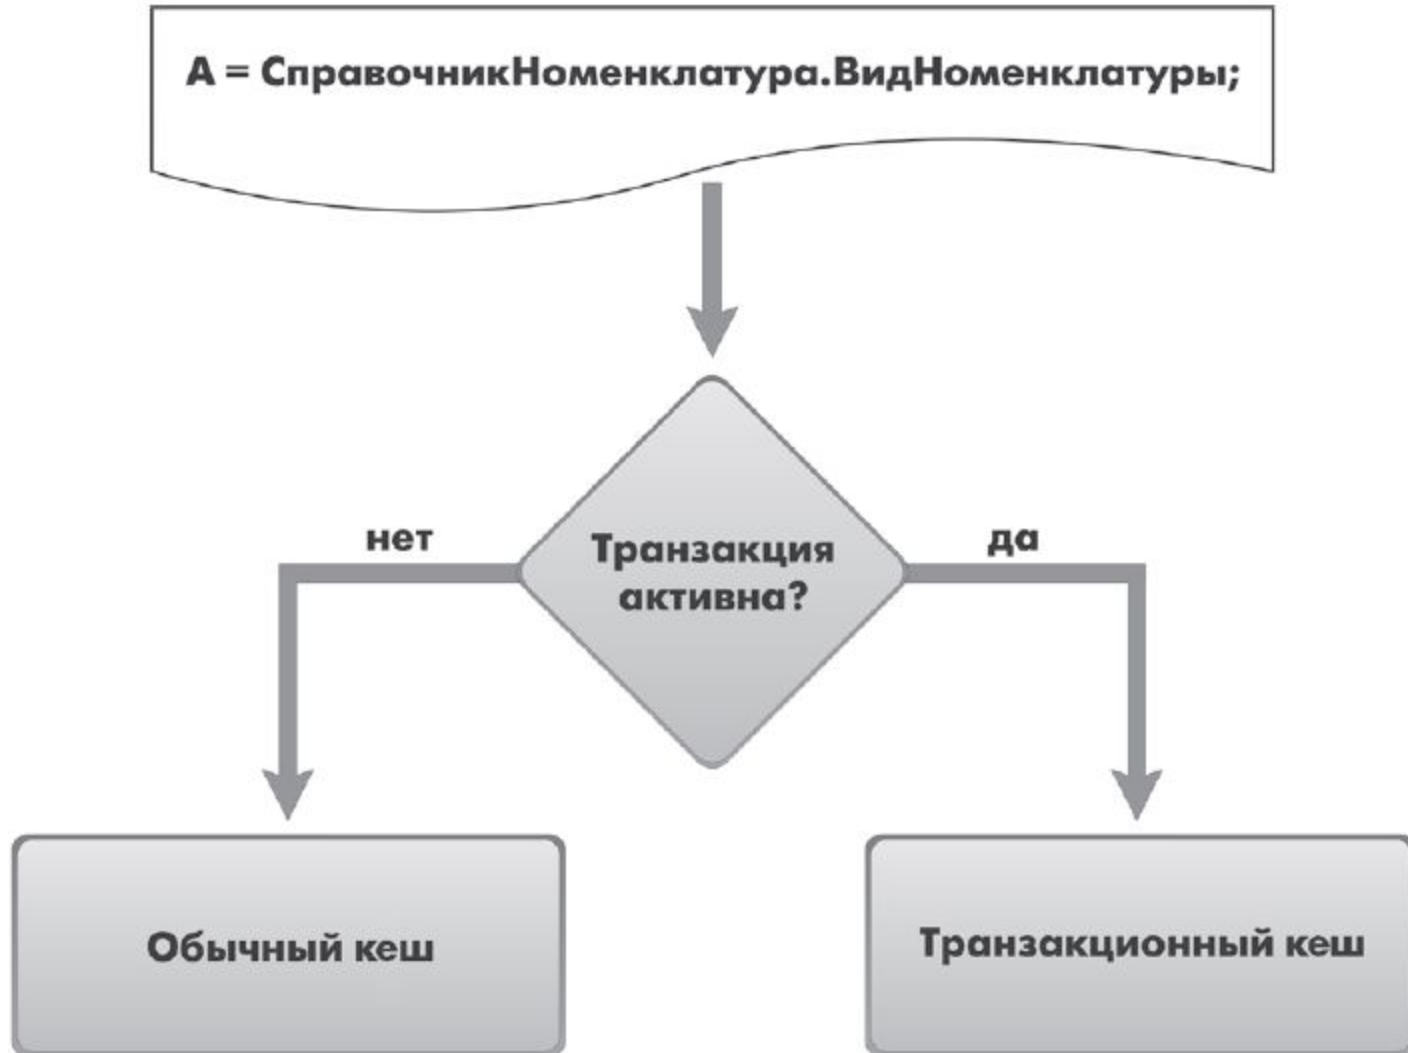 А = СправочникНоменклатура.ВидНоменклатуры;
нет
Транзакция
активна?
да
Обычный кеш
Транзакционный кеш